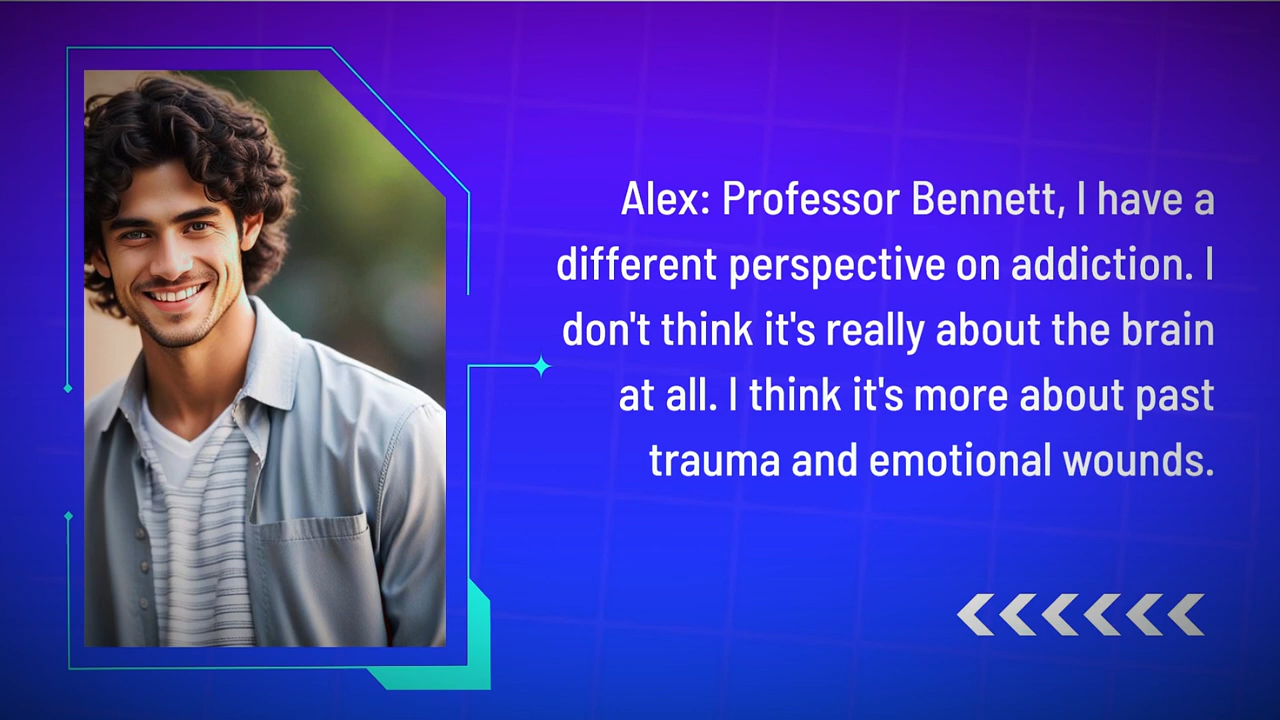 Alex: Professor Bennett, I have a
different perspective on addiction. I
don't think it's really about the brain
at all. I think it's more about past
trauma and emotional wounds.